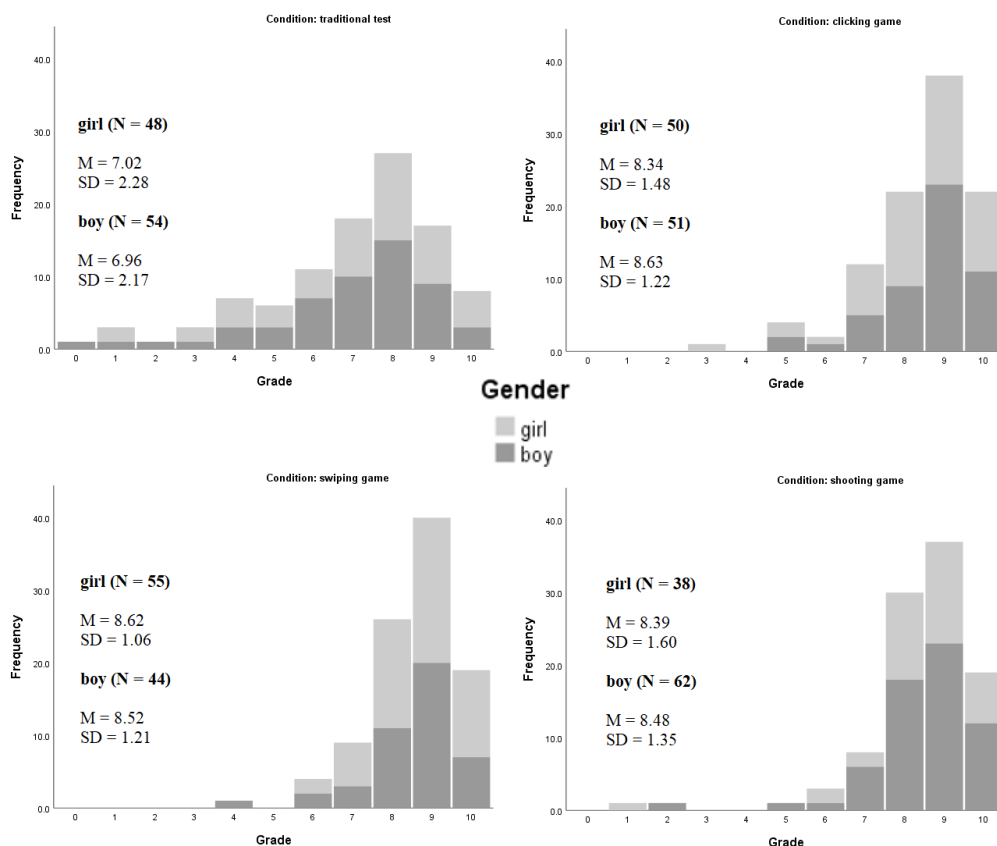 Condition: traditional test
40.0
30.0
20.0
10.0
0.0
Frequency
girl (N = 48)
M = 7.02
SD = 2.28
boy (N = 54)
M = 6.96
SD = 2.17
0 1 2 3 4 5 6 7 8 9 10
Grade
Condition: clicking game
40.0
30.0
20.0
10.0
0.0
Frequency
girl (N = 50)
M = 8.34
SD = 1.48
boy (N = 51)
M = 8.63
SD = 1.22
0 1 2 3 4 5 6 7 8 9 10
Grade
Gender
girl
boy
Condition: swiping game
40.0
30.0
20.0
10.0
0.0
Frequency
girl (N = 55)
M = 8.62
SD = 1.06
boy (N = 44)
M = 8.52
SD = 1.21
0 1 2 3 4 5 6 7 8 9 10
Grade
Condition: shooting game
40.0
30.0
20.0
10.0
0.0
Frequency
girl (N = 38)
M = 8.39
SD = 1.60
boy (N = 62)
M = 8.48
SD = 1.35
0 1 2 3 4 5 6 7 8 9 10
Grade